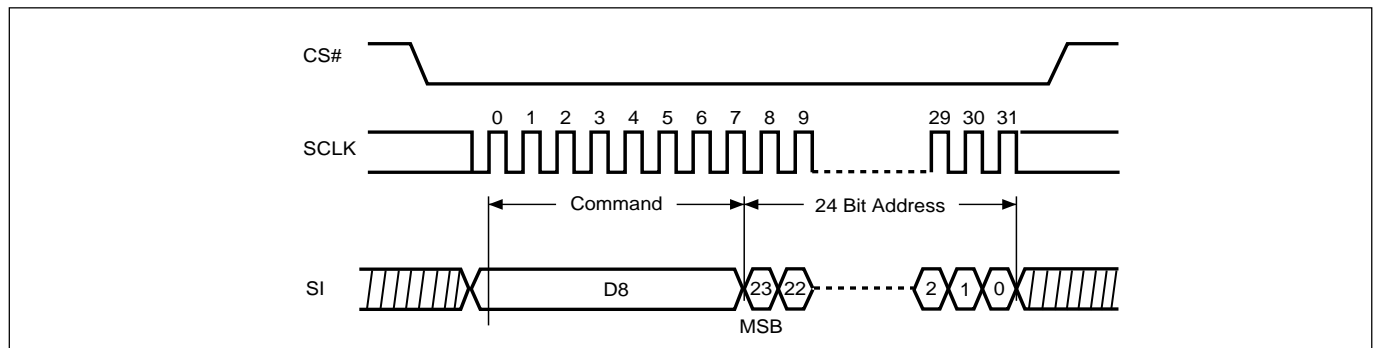 CS#
0 1 2 3 4 5 6 7 8 9 29 30 31
SCLK
Command 24 Bit Address
SI D8 23 22 2 1 0
MSB